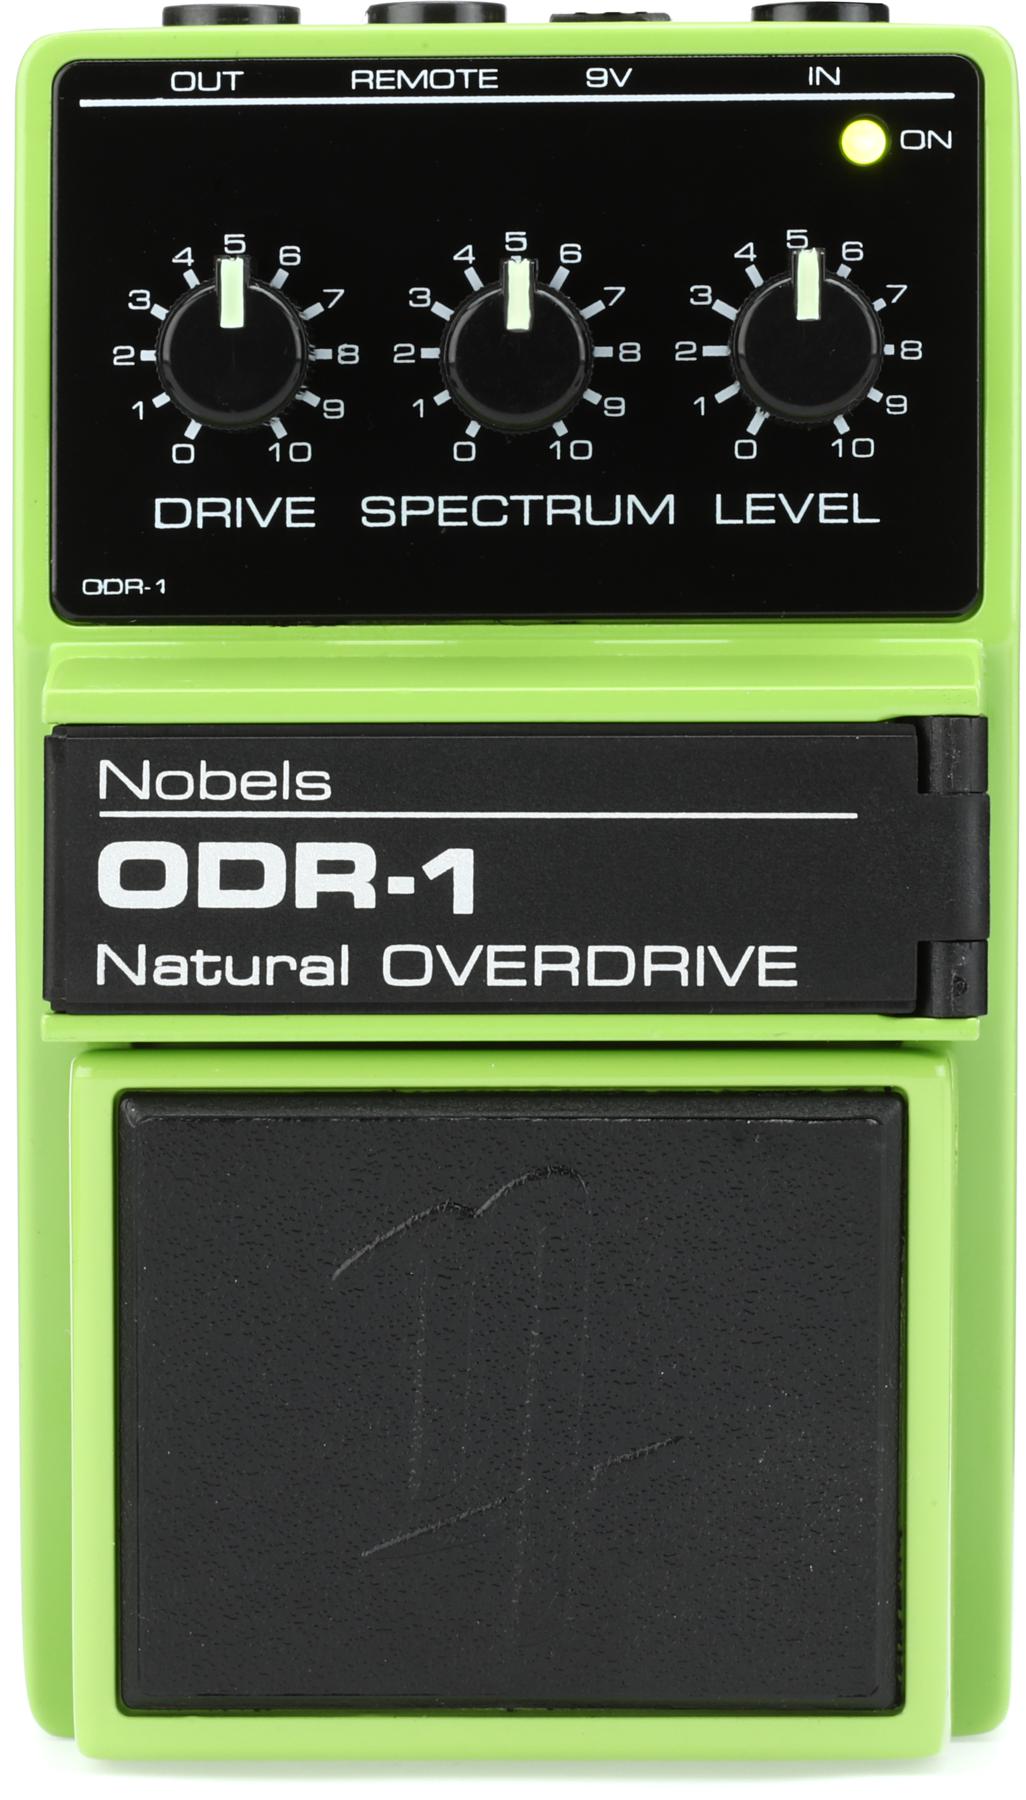 OUT REMOTE 9V IN
ON
0 1 2 3 4 5 6 7 8 9 10
0 1 2 3 4 5 6 7 8 9 10
0 1 2 3 4 5 6 7 8 9 10
DRIVE SPECTRUM LEVEL
ODR-1
Nobels
ODR-1
Natural OVERDRIVE